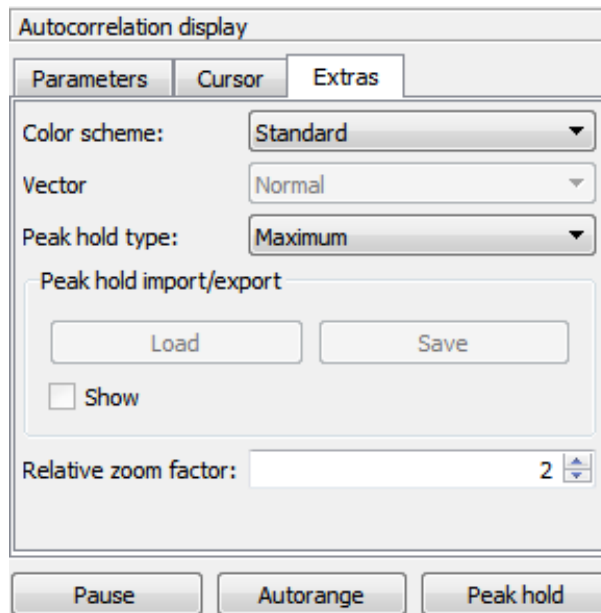 Autocorrelation display
Parameters Cursor Extras
Color scheme: Standard
Vector Normal
Peak hold type: Maximum
Peak hold import/export
Load Save
Show
Relative zoom factor: 2
Pause Autorange Peak hold